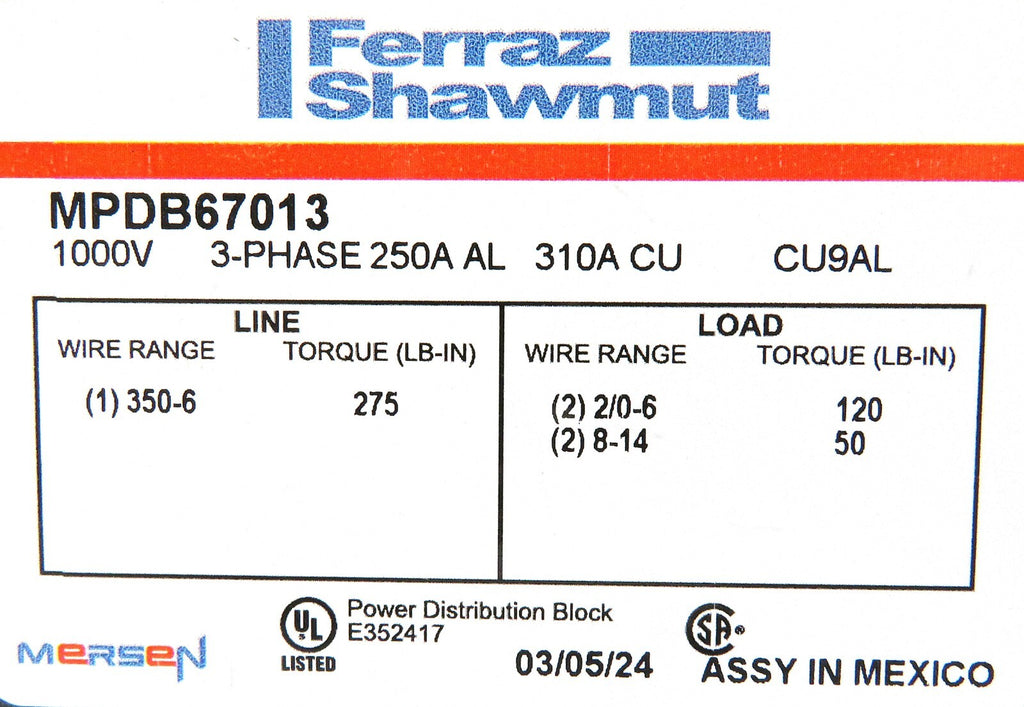 Ferraz
Shawmut
MPDB67013
1000V 3-PHASE 250A AL 310A CU CU9AL
LINE LOAD
WIRE RANGE TORQUE (LB-IN) WIRE RANGE TORQUE (LB-IN)
(1) 350-6 275 (2) 2/0-6 120
(2) 8-14 50
UL Power Distribution Block SA
E352417
LISTED
MERSEN 03/05/24 ASSY IN MEXICO